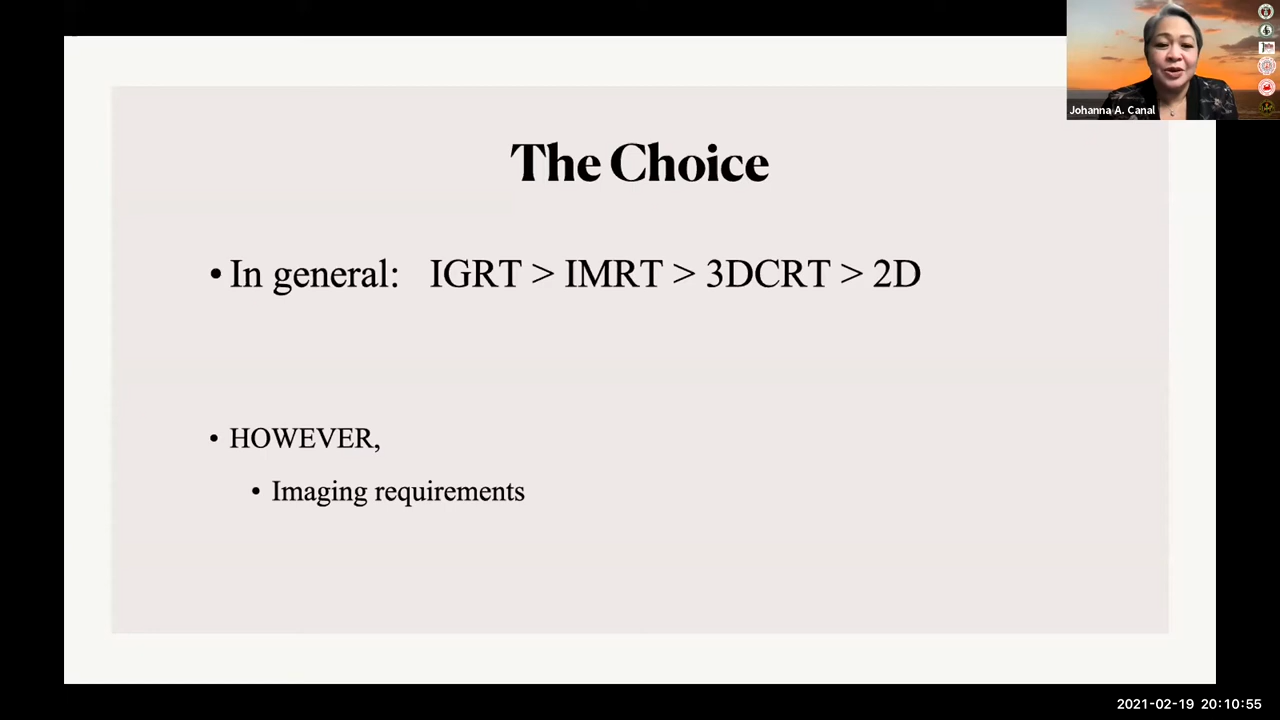 Johanna A. Canal
The Choice
• In general: IGRT > IMRT > 3DCRT > 2D
• HOWEVER,
• Imaging requirements
2021-02-19 20:10:55